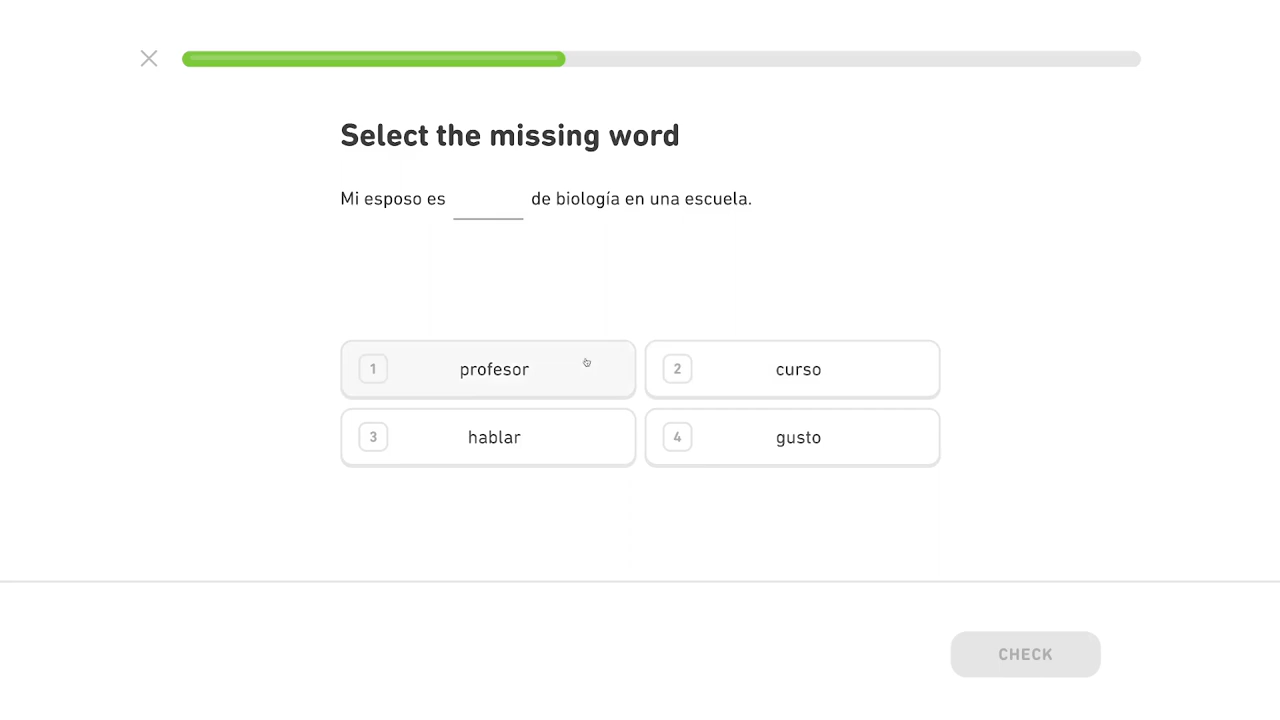 Select the missing word
Mi esposo es de biología en una escuela.
1 profesor
2 curso
3 hablar
4 gusto
CHECK